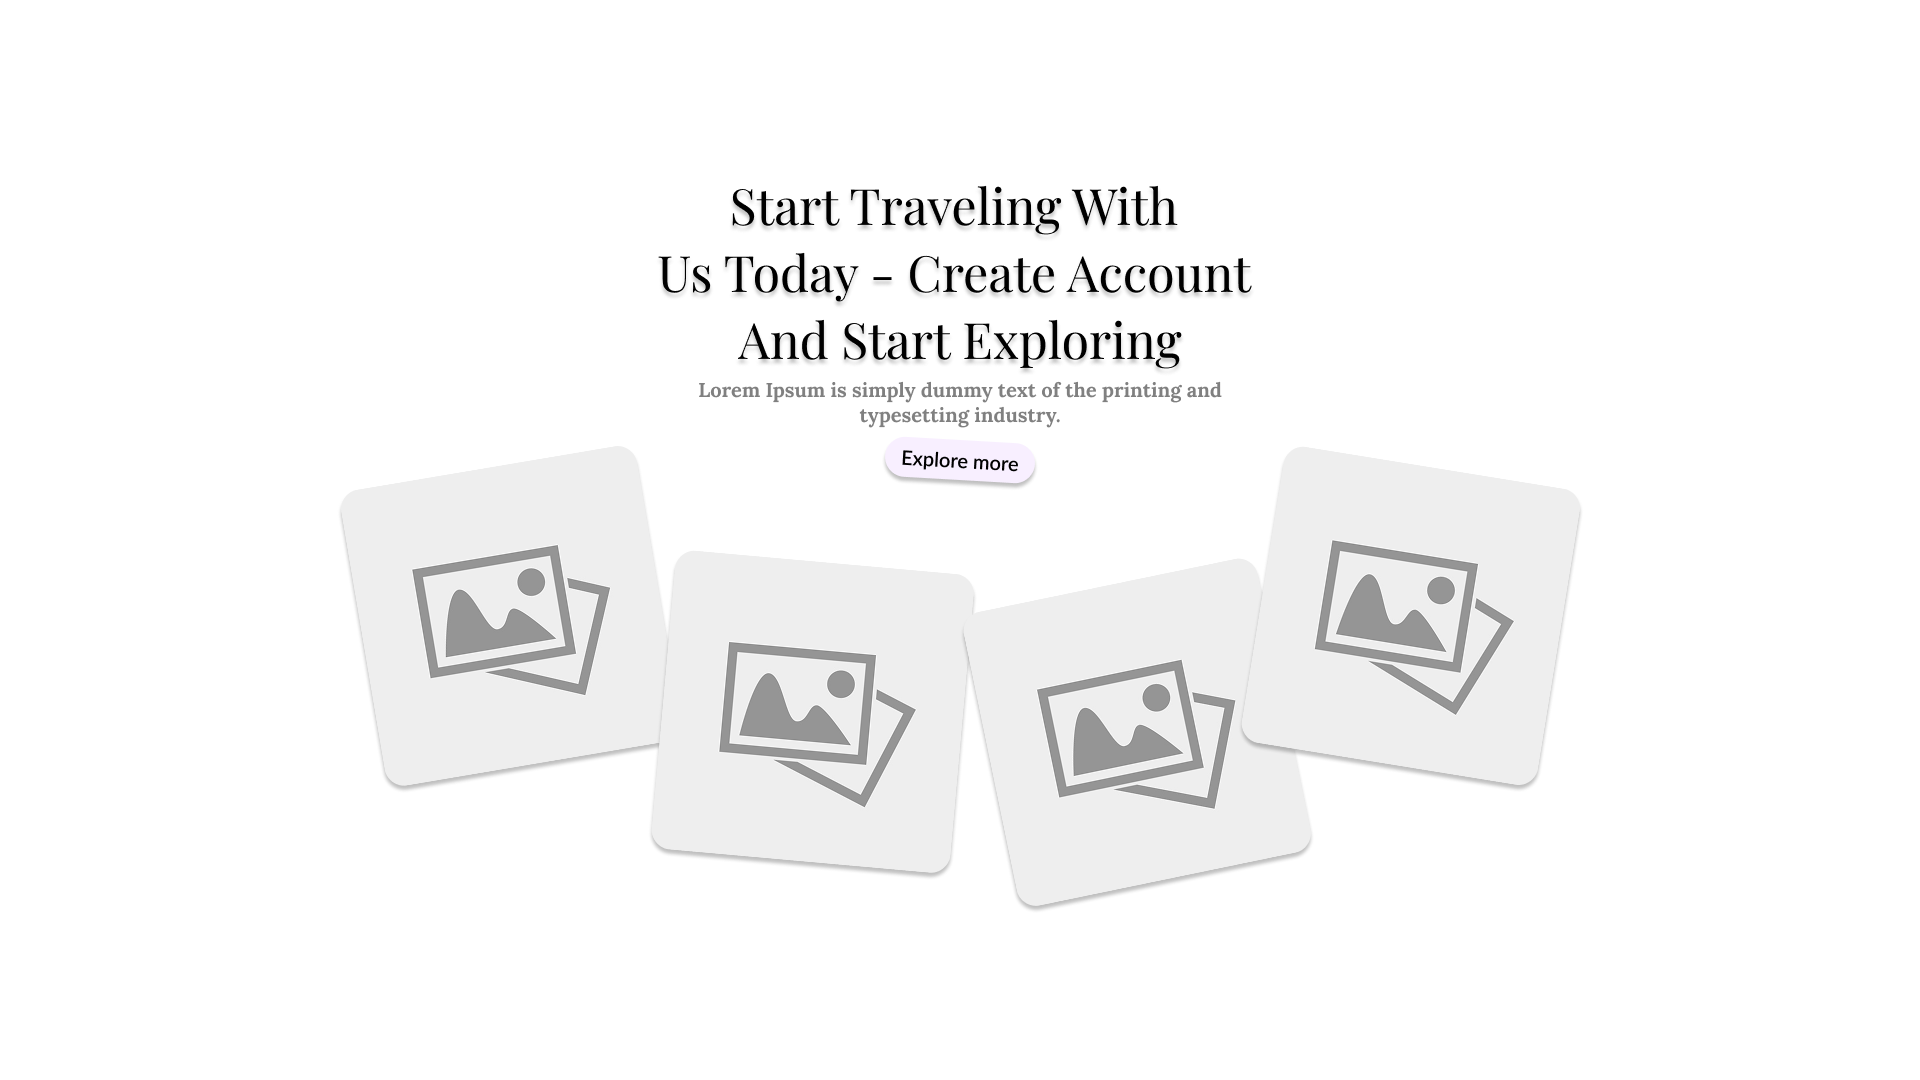 Start Traveling With
Us Today - Create Account
And Start Exploring
Lorem Ipsum is simply dummy text of the printing and
typesetting industry.
Explore more